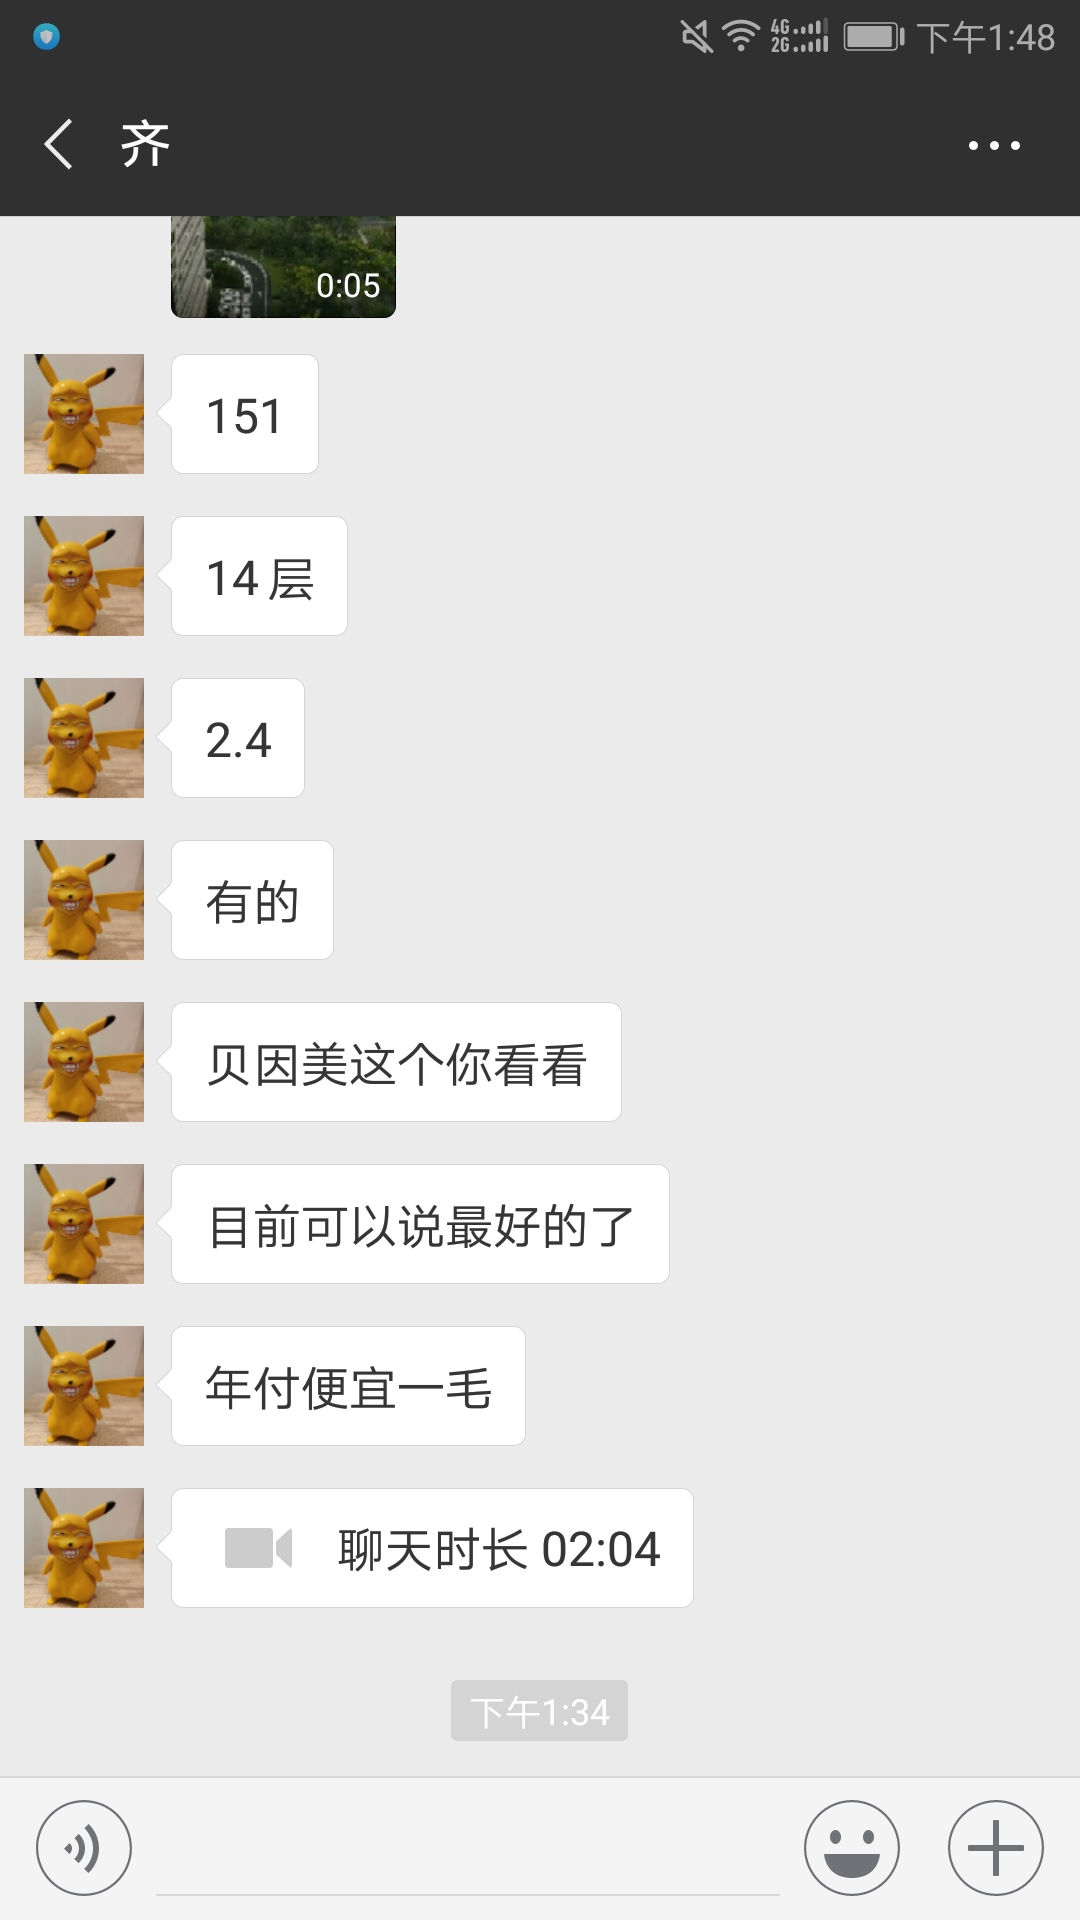 4G
2G
下午1:48
齐
0:05
151
14层
2.4
有的
贝因美这个你看看
目前可以说最好的了
年付便宜一毛
聊天时长 02:04
下午1:34